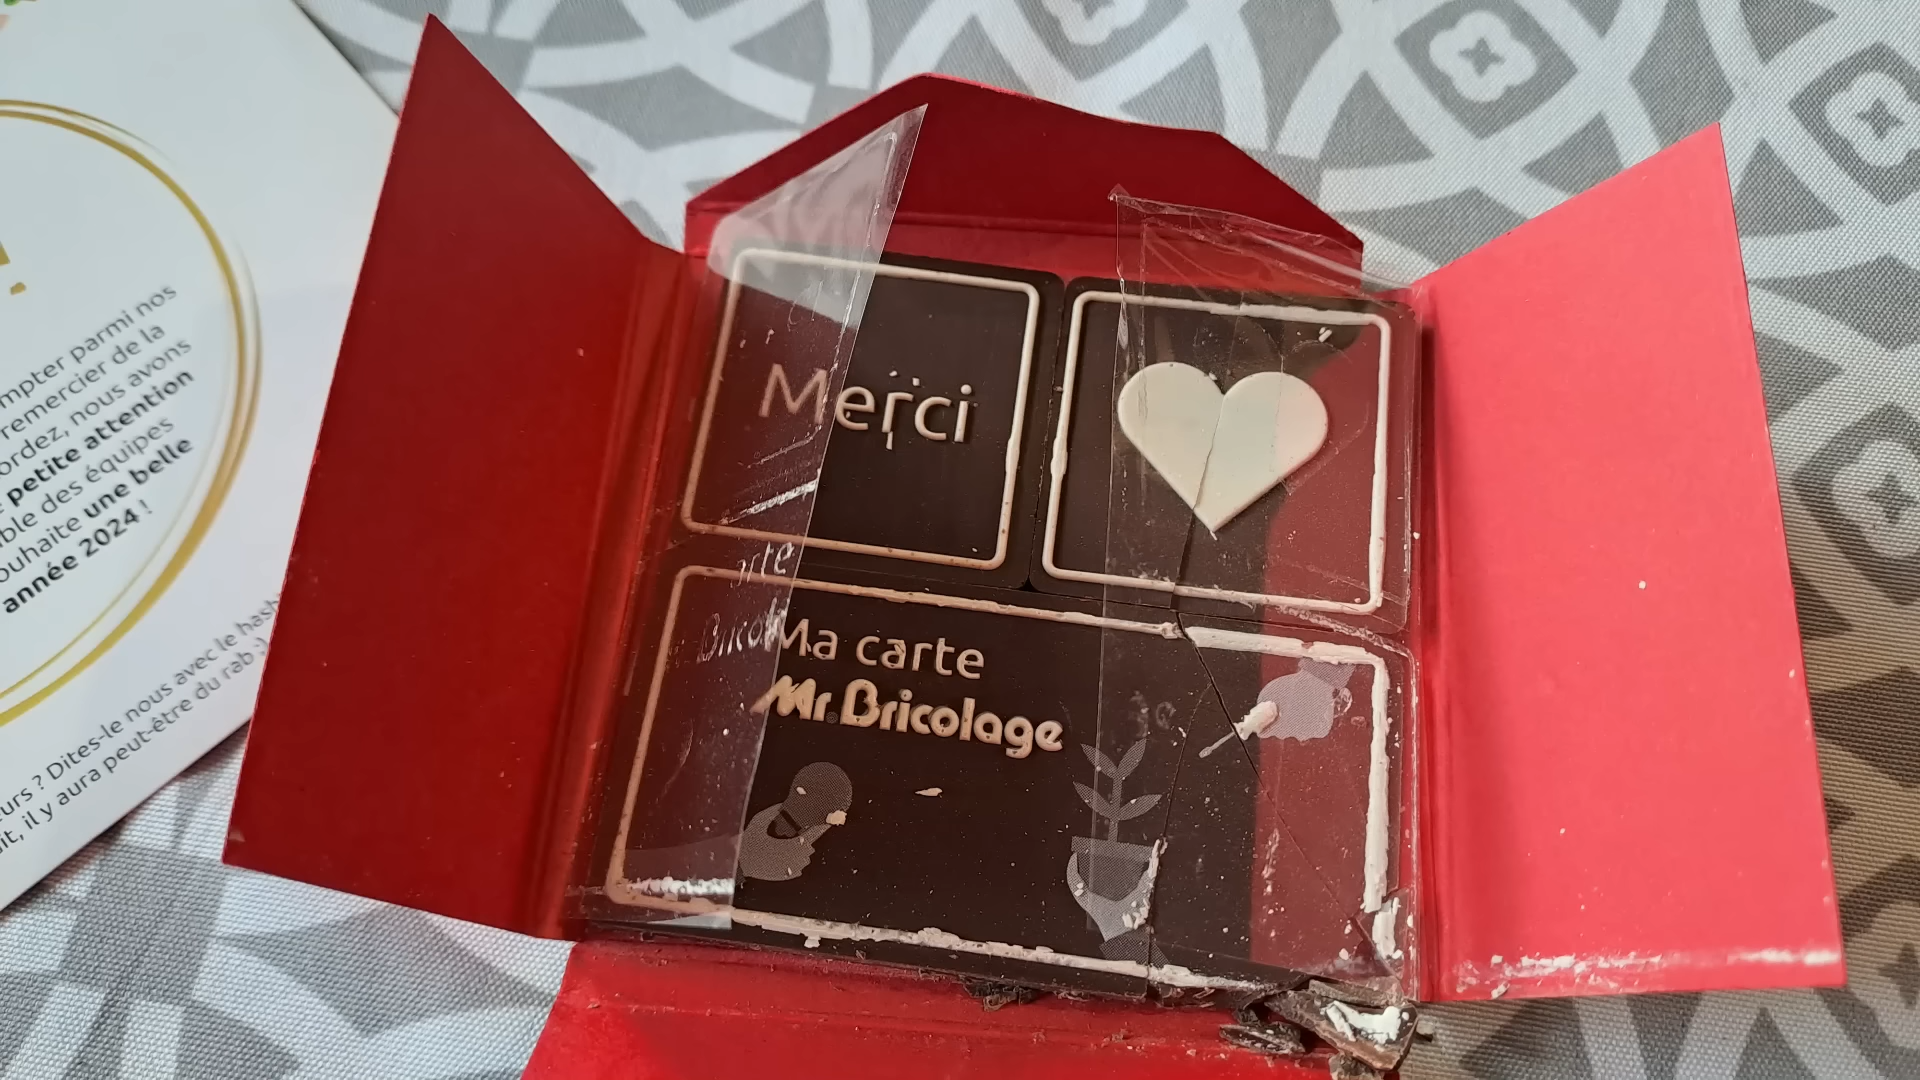 !
mpter parmi nos
remercier de la
ordez, nous avons
petite attention
ble des équipes
ouhaite une belle
année 2024 !
eurs ? Dites-le nous avec le hash
it, il y aura peut-être du rab :)
Merci
Ma carte
Mr.Bricolage